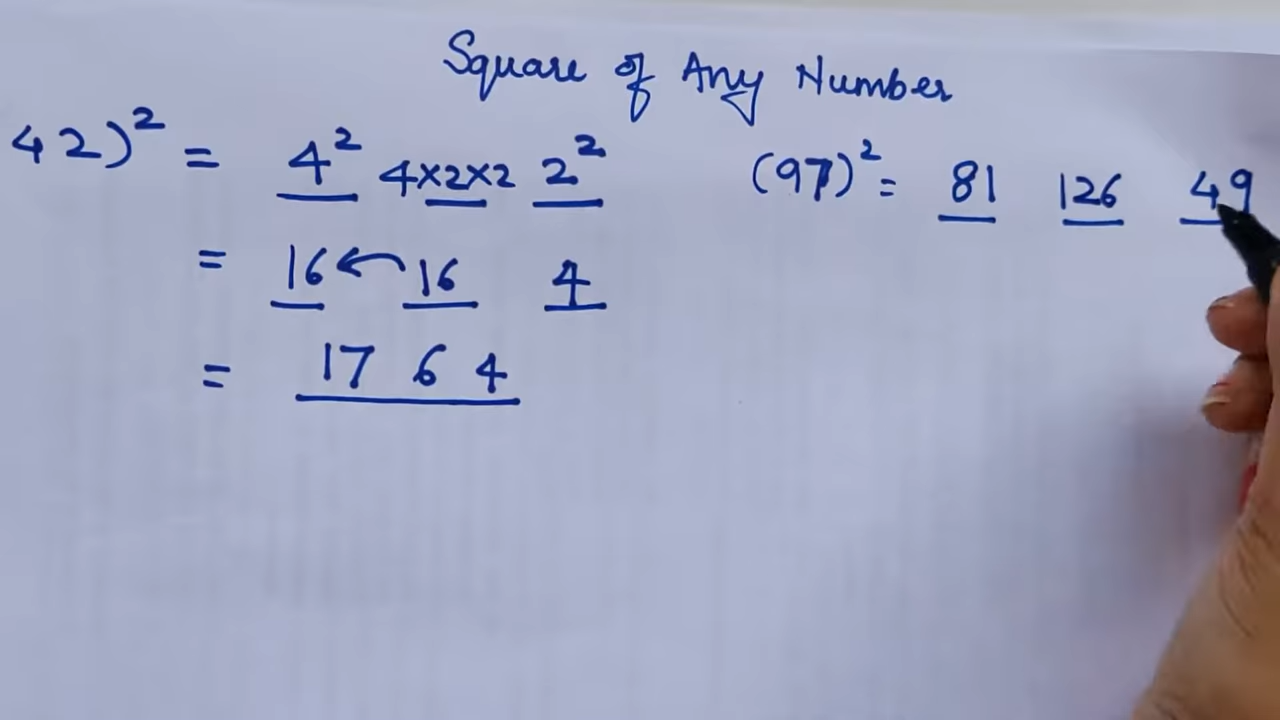 Square of Any Number
42)² = 4² 4×2×2 2²
= 16 ← 16 4
= 17 6 4
(97)² = 81 126 49